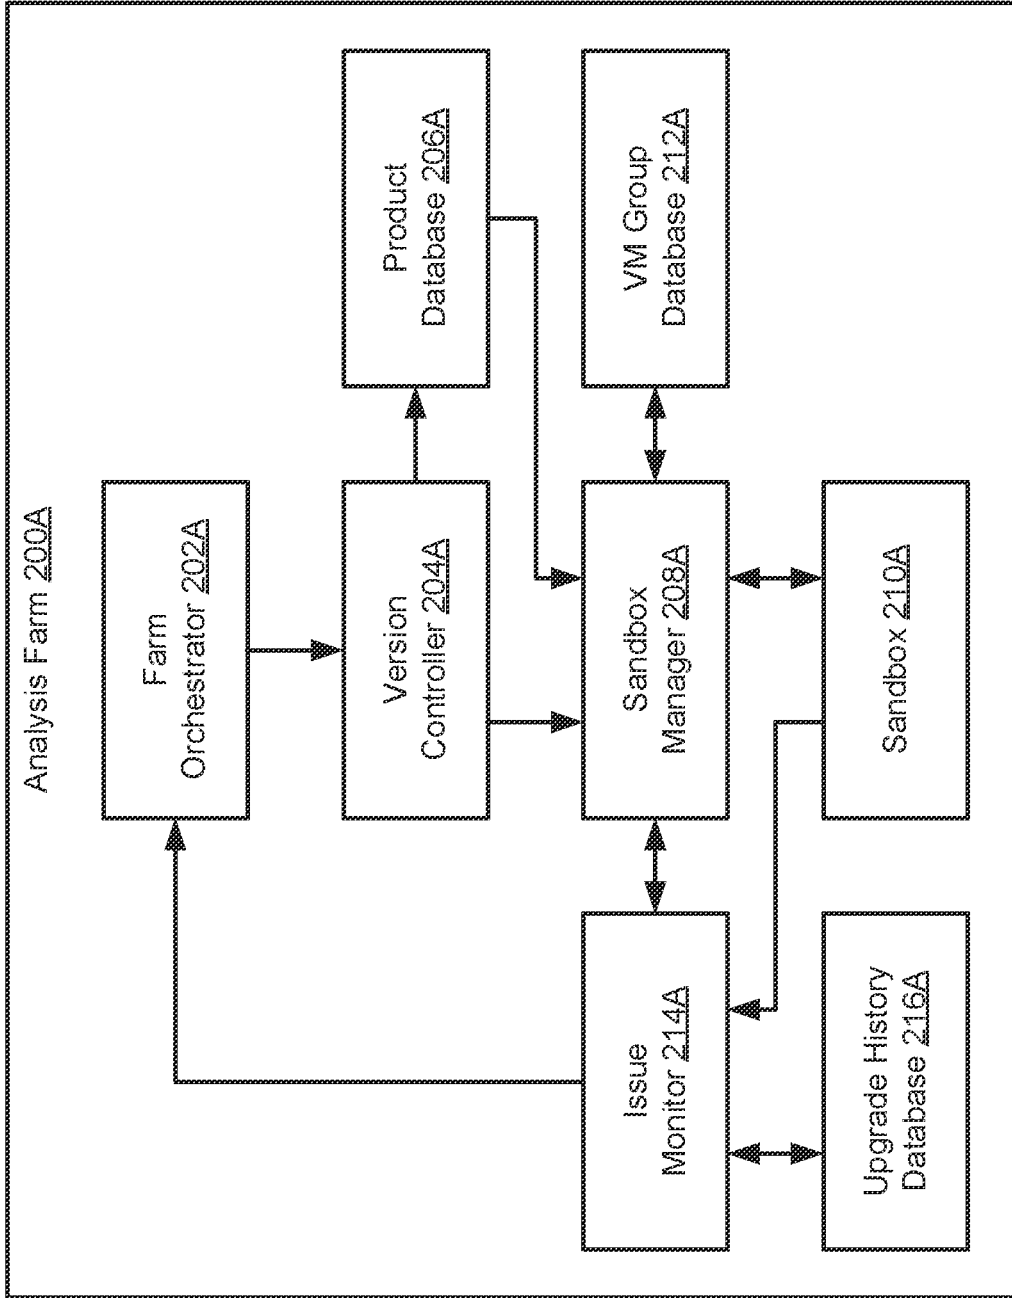 Analysis Farm 200A
Farm
Orchestrator 202A
Version
Controller 204A
Product
Database 206A
Issue
Monitor 214A
Sandbox
Manager 208A
VM Group
Database 212A
Upgrade History
Database 216A
Sandbox 210A